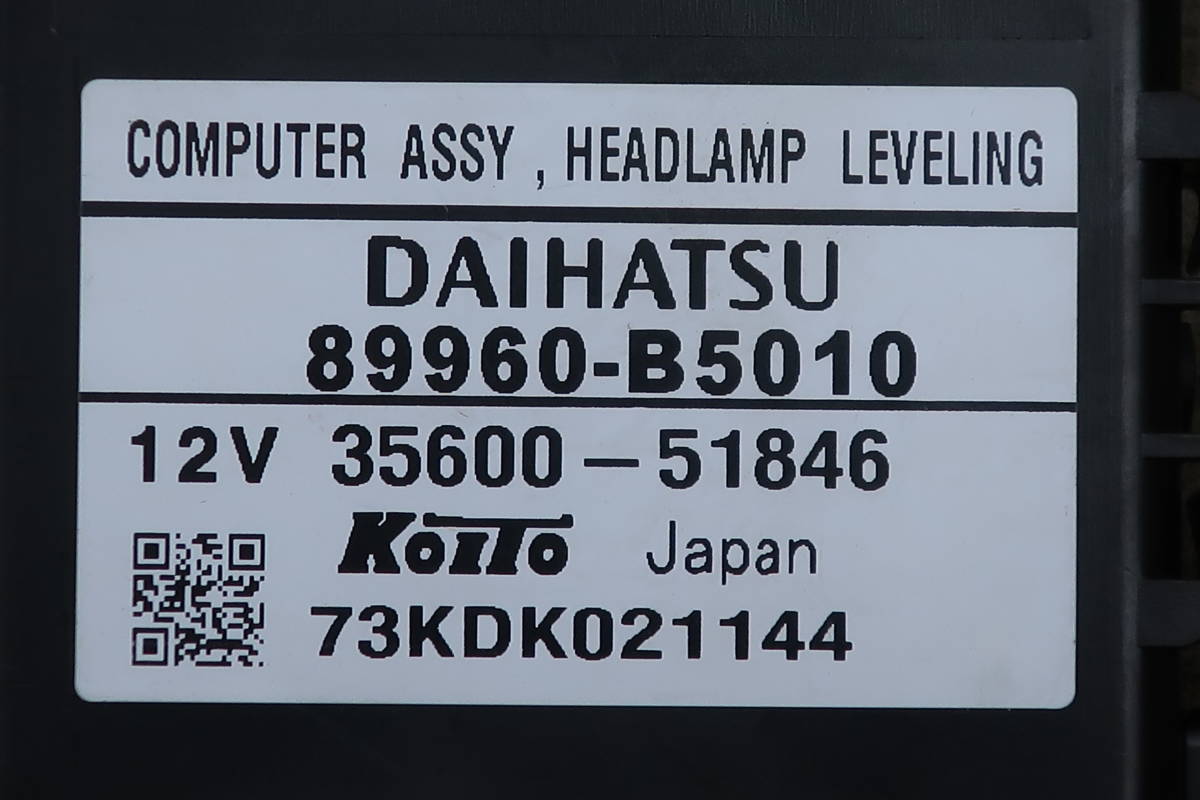 COMPUTER ASSY , HEADLAMP LEVELING
DAIHATSU
89960-B5010
12V 35600-51846
KOITO Japan
73KDK021144